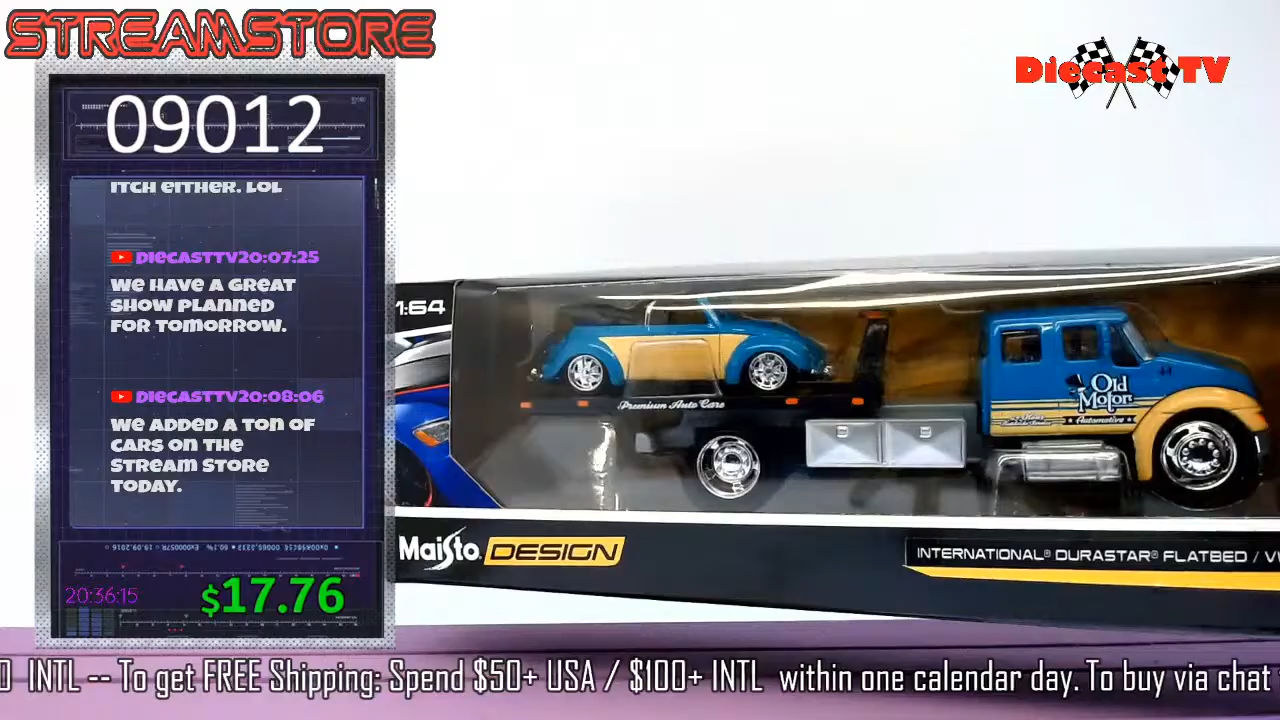 STREAMSTORE
Diecast TV
09012
ITCH EITHER. LOL
DIECASTTV20:07:25
WE HAVE A GREAT
SHOW PLANNED
FOR TOMORROW.
DIECASTTV20:08:06
WE ADDED A TON OF
CARS ON THE
STREAM STORE
TODAY.
20:36:15
$17.76
1:64
Premium Auto Care
Old
Motor
Automotive
Maisto DESIGN
INTERNATIONAL® DURASTAR® FLATBED / V
0 INTL -- To get FREE Shipping: Spend $50+ USA / $100+ INTL within one calendar day. To buy via chat